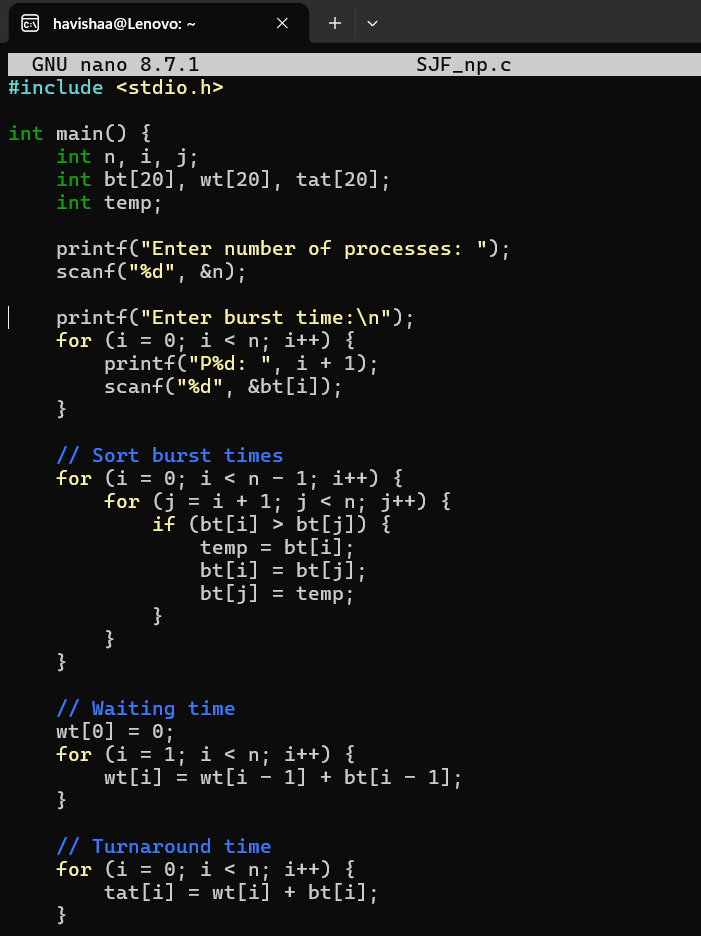 havishaa@Lenovo: ~
GNU nano 8.7.1 SJF_np.c
#include <stdio.h>

int main() {
    int n, i, j;
    int bt[20], wt[20], tat[20];
    int temp;

    printf("Enter number of processes: ");
    scanf("%d", &n);

    printf("Enter burst time:\n");
    for (i = 0; i < n; i++) {
        printf("P%d: ", i + 1);
        scanf("%d", &bt[i]);
    }

    // Sort burst times
    for (i = 0; i < n - 1; i++) {
        for (j = i + 1; j < n; j++) {
            if (bt[i] > bt[j]) {
                temp = bt[i];
                bt[i] = bt[j];
                bt[j] = temp;
            }
        }
    }

    // Waiting time
    wt[0] = 0;
    for (i = 1; i < n; i++) {
        wt[i] = wt[i - 1] + bt[i - 1];
    }

    // Turnaround time
    for (i = 0; i < n; i++) {
        tat[i] = wt[i] + bt[i];
    }